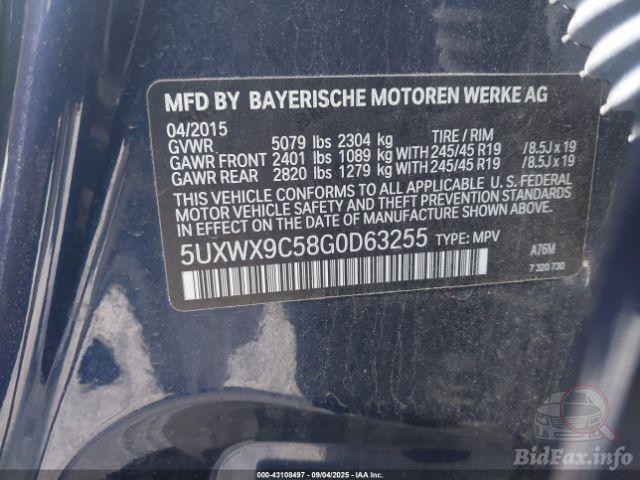 MFD BY BAYERISCHE MOTOREN WERKE AG
04/2015
GVWR 5079 lbs 2304 kg TIRE / RIM
GAWR FRONT 2401 lbs 1089 kg WITH 245/45 R19 /8.5J x 19
GAWR REAR 2820 lbs 1279 kg WITH 245/45 R19 /8.5J x 19
THIS VEHICLE CONFORMS TO ALL APPLICABLE U. S. FEDERAL
MOTOR VEHICLE SAFETY AND THEFT PREVENTION STANDARDS
IN EFFECT ON THE DATE OF MANUFACTURE SHOWN ABOVE.
5UXWX9C58G0D63255 TYPE: MPV
A76M
7 320 730
BidFax.info
000-43108497 - 09/04/2025 - IAA Inc.